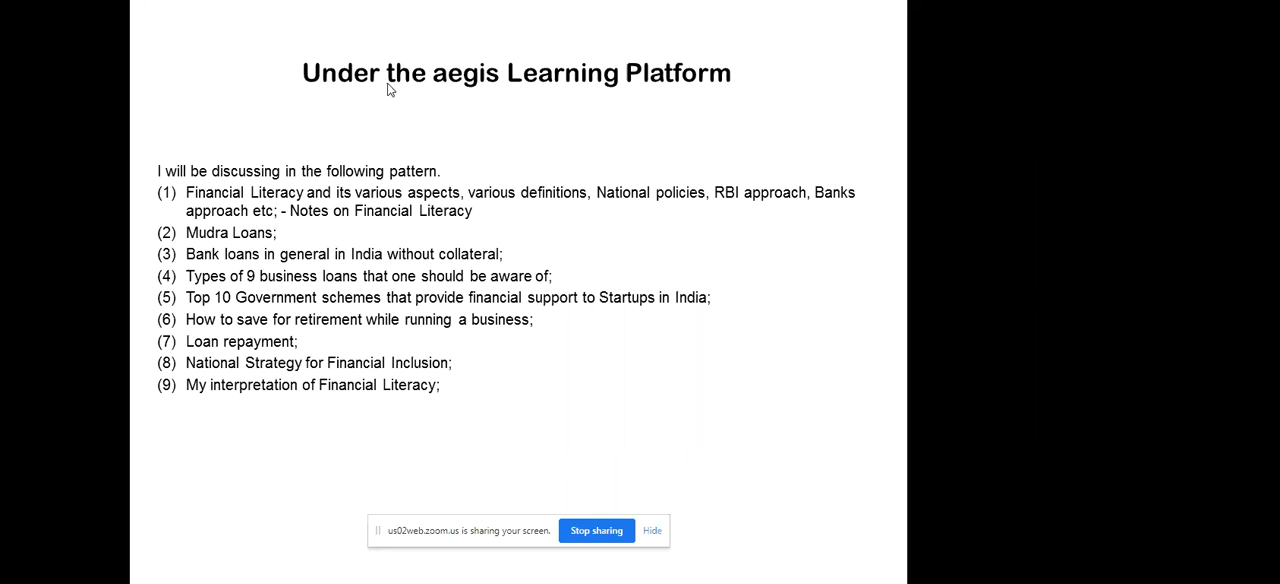 Under the aegis Learning Platform
I will be discussing in the following pattern.
(1) Financial Literacy and its various aspects, various definitions, National policies, RBI approach, Banks
approach etc; - Notes on Financial Literacy
(2) Mudra Loans;
(3) Bank loans in general in India without collateral;
(4) Types of 9 business loans that one should be aware of;
(5) Top 10 Government schemes that provide financial support to Startups in India;
(6) How to save for retirement while running a business;
(7) Loan repayment;
(8) National Strategy for Financial Inclusion;
(9) My interpretation of Financial Literacy;
us02web.zoom.us is sharing your screen. Stop sharing Hide